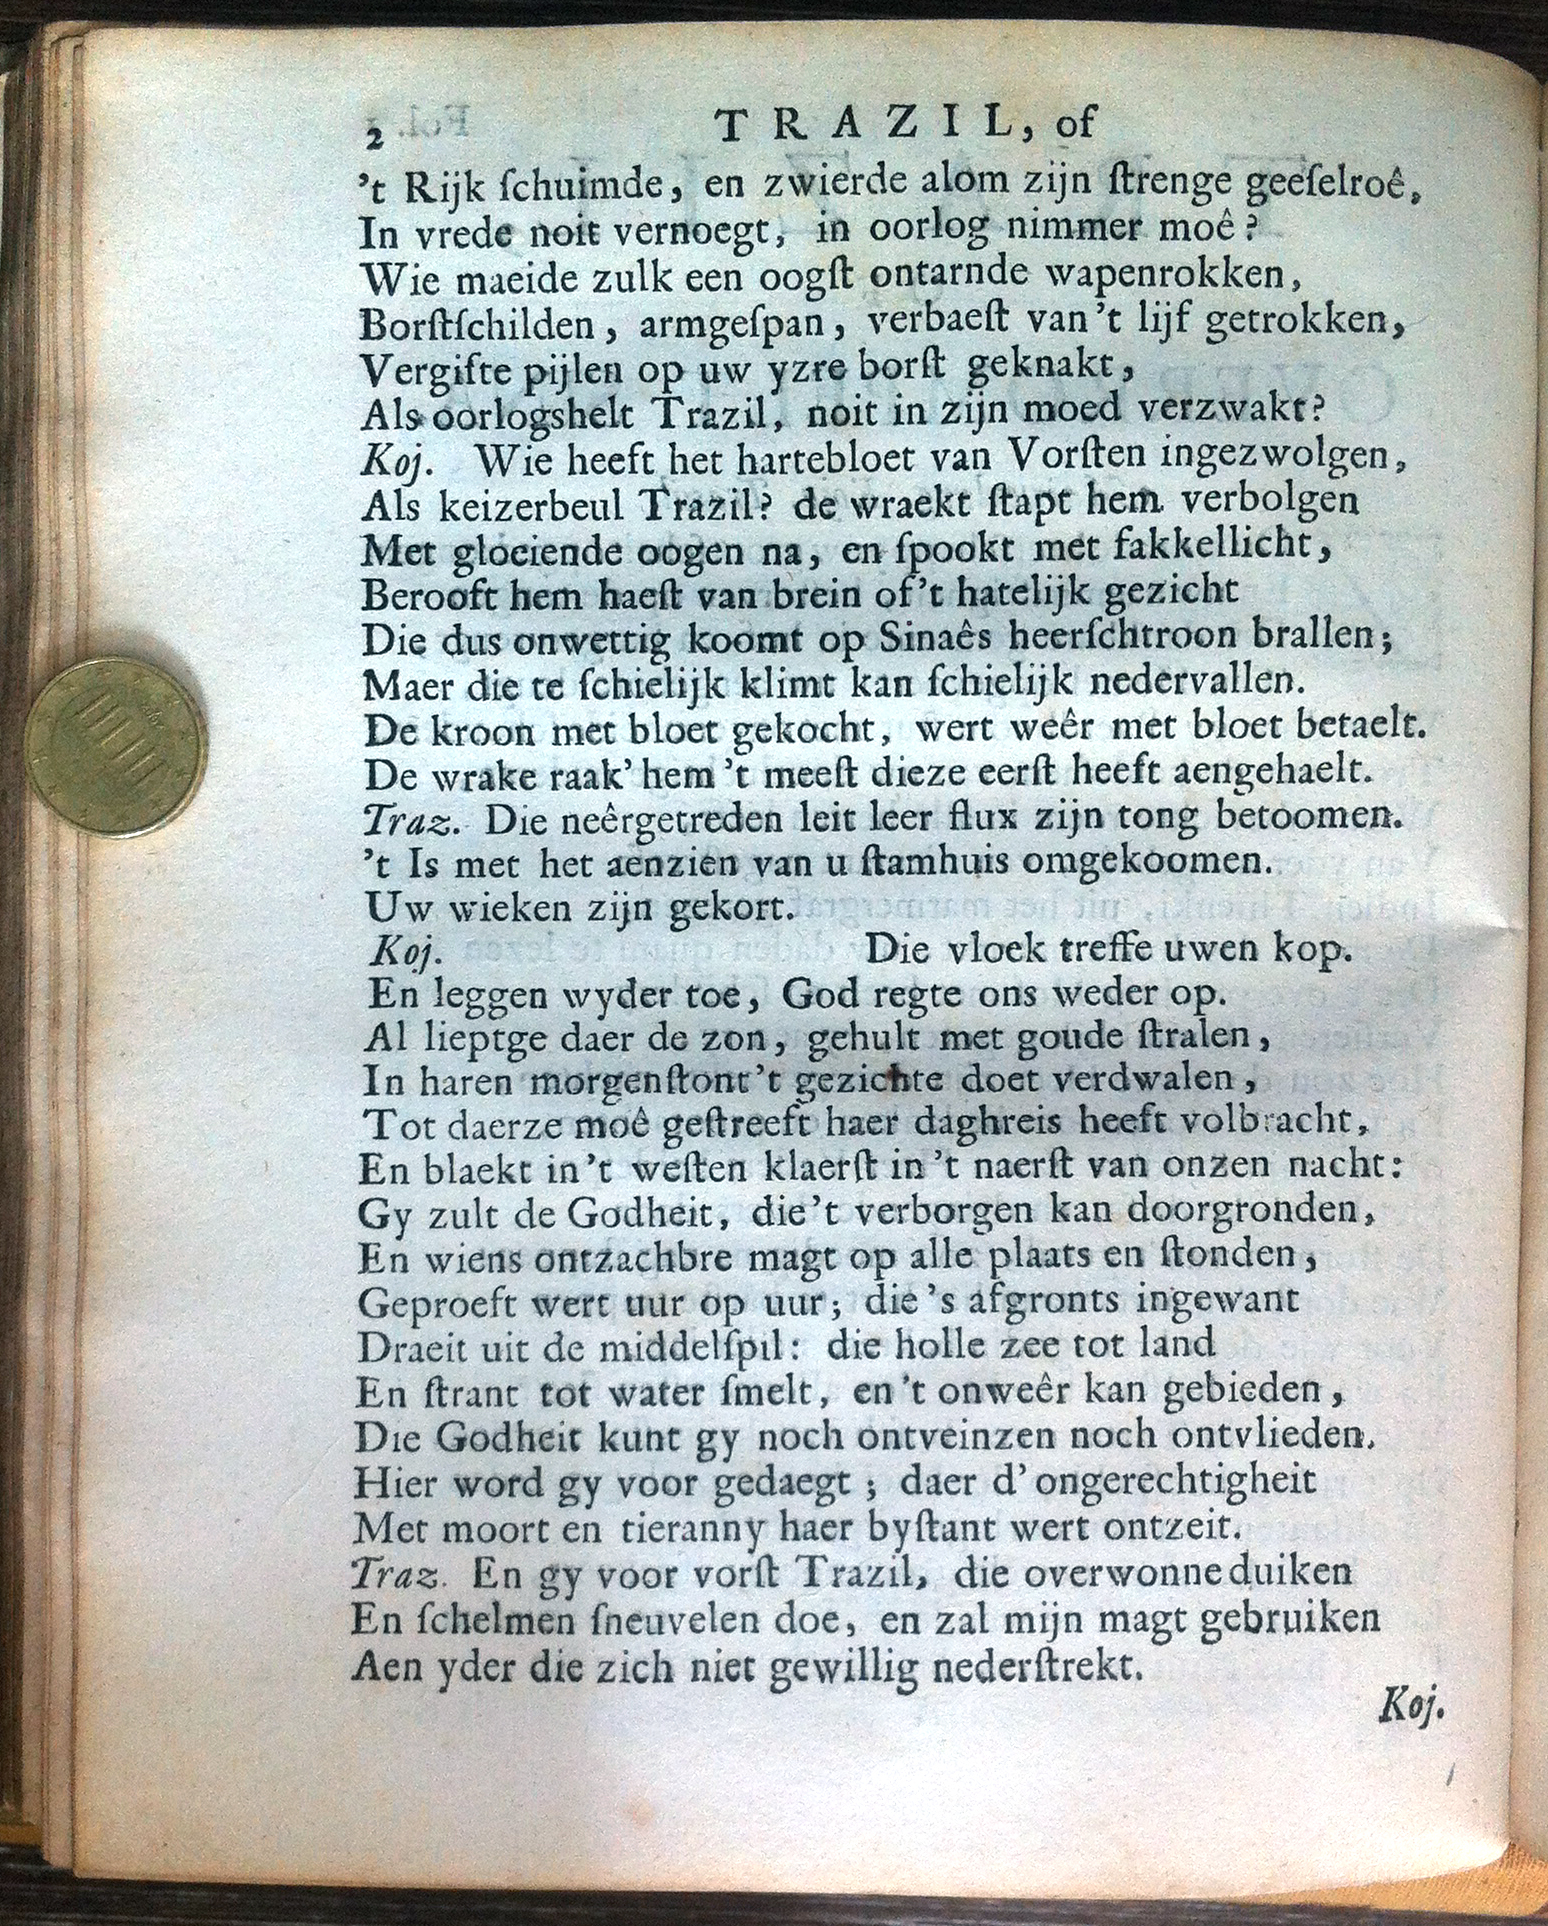 2 TRAZIL, of
't Rijk ſchuimde, en zwierde alom zijn ſtrenge geeſelroê,
In vrede noit vernoegt, in oorlog nimmer moê?
Wie maeide zulk een oogſt ontarnde wapenrokken,
Borſtſchilden, armgeſpan, verbaeſt van 't lijf getrokken,
Vergifte pijlen op uw yzre borſt geknakt,
Als oorlogshelt Trazil, noit in zijn moed verzwakt?
Koj. Wie heeft het hartebloet van Vorſten ingezwolgen,
Als keizerbeul Trazil? de wraekt ſtapt hem verbolgen
Met gloeiende oogen na, en ſpookt met fakkellicht,
Berooft hem haeſt van brein of 't hatelijk gezicht
Die dus onwettig koomt op Sinaês heerſchtroon brallen;
Maer die te ſchielijk klimt kan ſchielijk nedervallen.
De kroon met bloet gekocht, wert weêr met bloet betaelt.
De wrake raak' hem 't meeſt dieze eerſt heeft aengehaelt.
Traz. Die neêrgetreden leit leer flux zijn tong betoomen.
't Is met het aenzien van u ſtamhuis omgekoomen.
Uw wieken zijn gekort.
Koj. Die vloek treffe uwen kop.
En leggen wyder toe, God regte ons weder op.
Al lieptge daer de zon, gehult met goude ſtralen,
In haren morgenſtont 't gezichte doet verdwalen,
Tot daerze moê geſtreeft haer daghreis heeft volbracht,
En blaekt in 't weſten klaerſt in 't naerſt van onzen nacht:
Gy zult de Godheit, die 't verborgen kan doorgronden,
En wiens ontzachbre magt op alle plaats en ſtonden,
Geproeft wert uur op uur; die 's afgronts ingewant
Draeit uit de middelſpil: die holle zee tot land
En ſtrant tot water ſmelt, en 't onweêr kan gebieden,
Die Godheit kunt gy noch ontveinzen noch ontvlieden.
Hier word gy voor gedaegt; daer d' ongerechtigheit
Met moort en tieranny haer byſtant wert ontzeit.
Traz. En gy voor vorſt Trazil, die overwonne duiken
En ſchelmen ſneuvelen doe, en zal mijn magt gebruiken
Aen yder die zich niet gewillig nederſtrekt.
Koj.